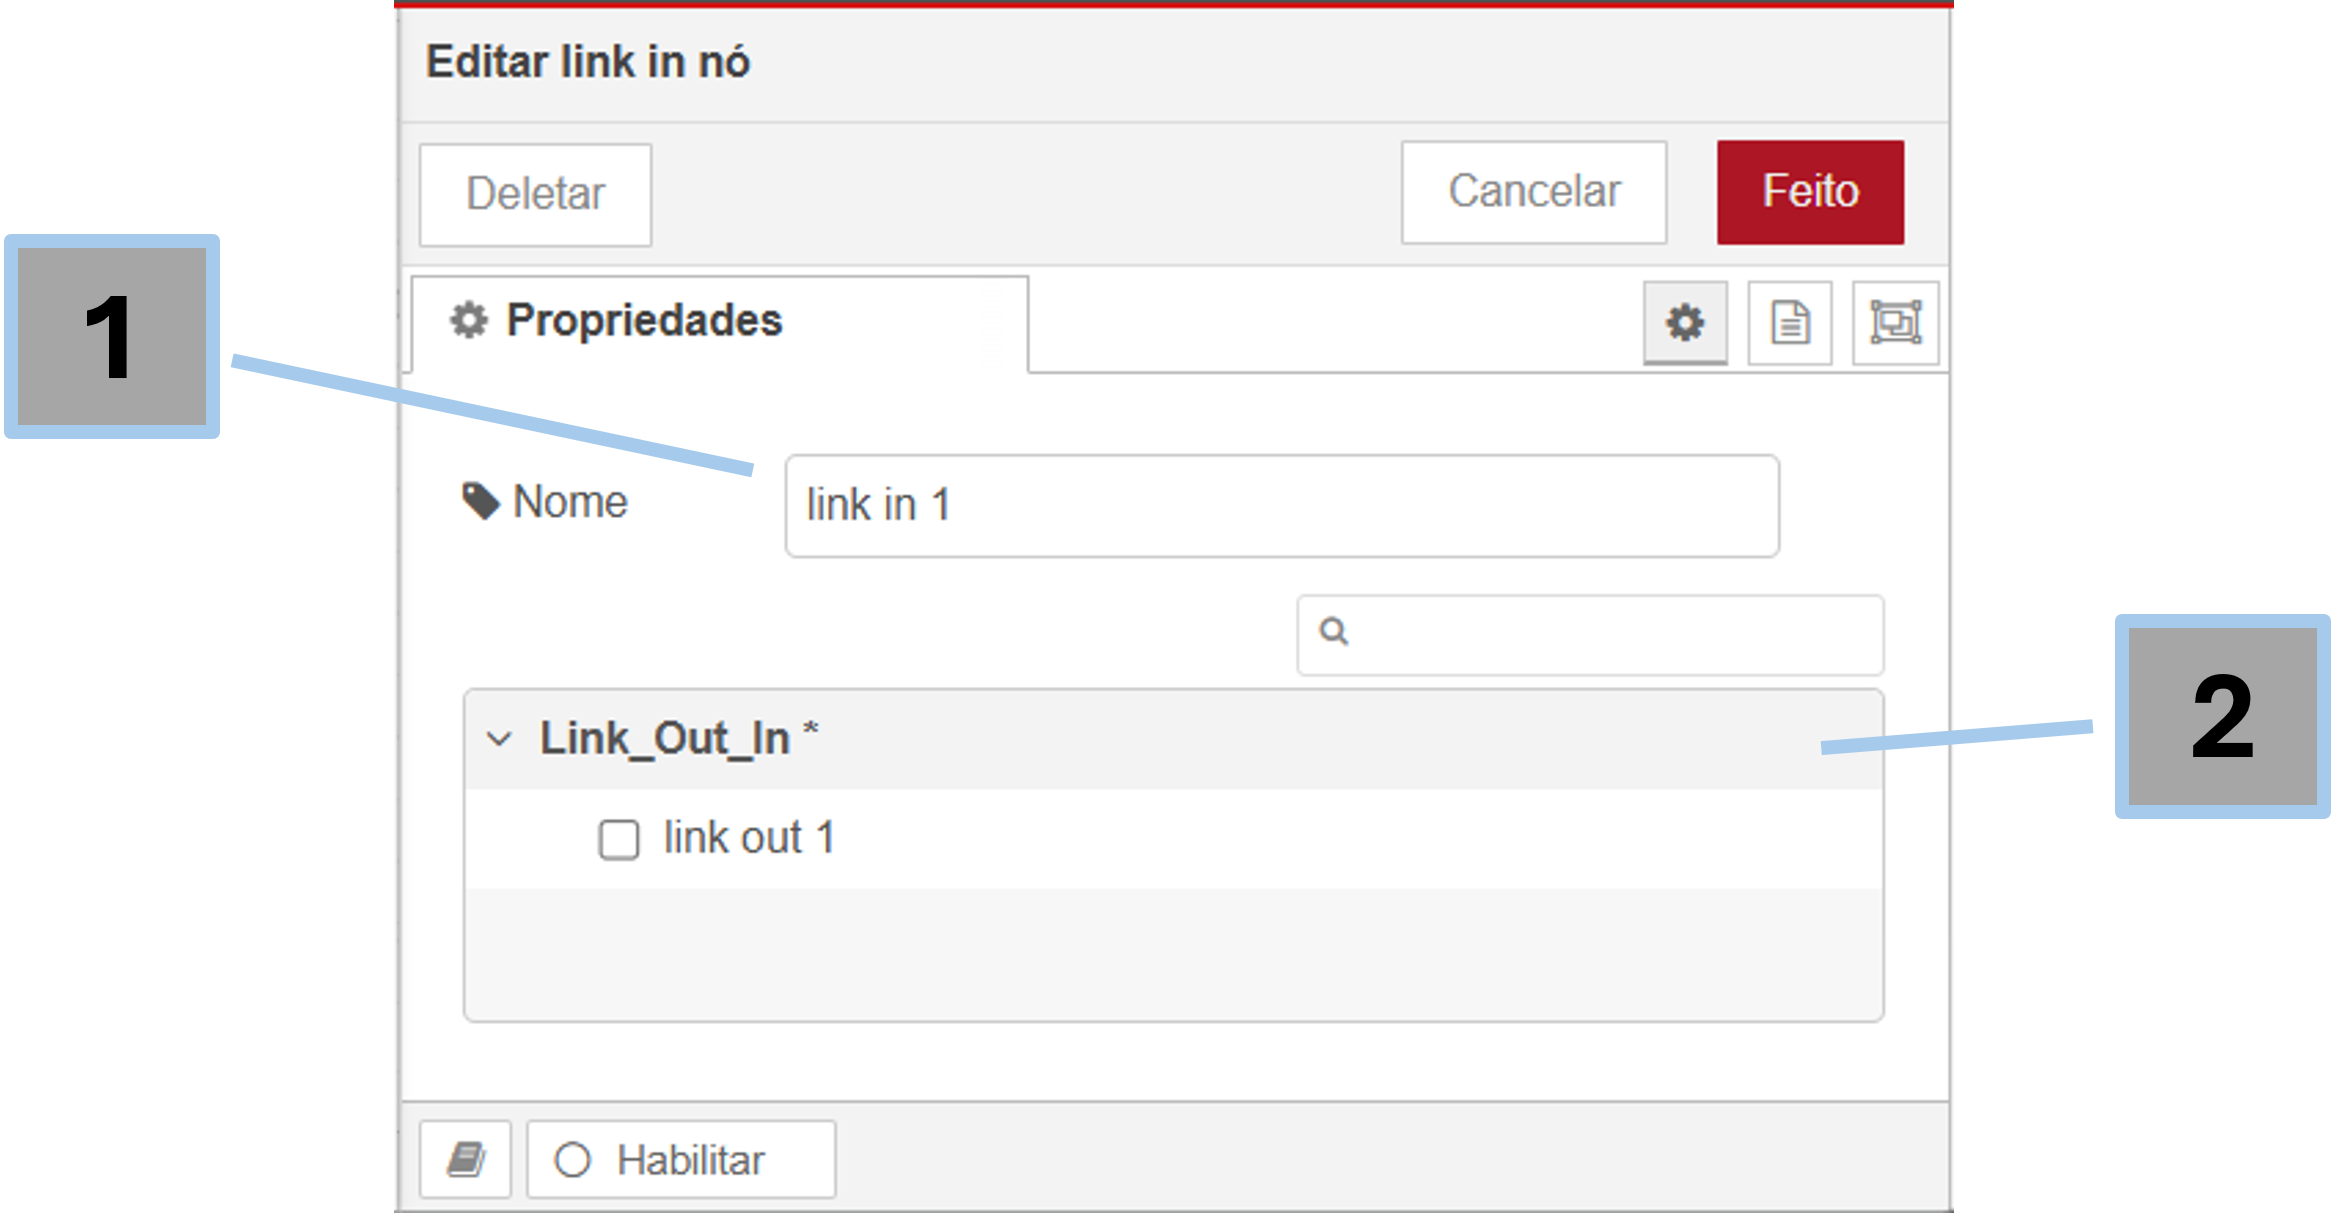 Editar link in nó
Deletar
Cancelar
Feito
1
Propriedades
Nome
link in 1
Link_Out_In *
2
link out 1
Habilitar